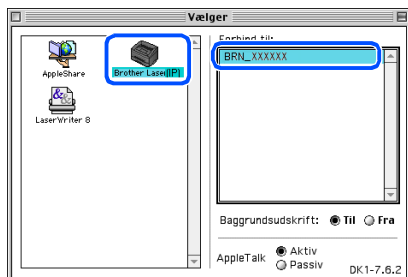 Vælger
Forbind til:
AppleShare
Brother Laser(IP)
BRN_XXXXXX
LaserWriter 8
Baggrundsudskrift: Til Fra
AppleTalk Aktiv
Passiv
DK1-7.6.2